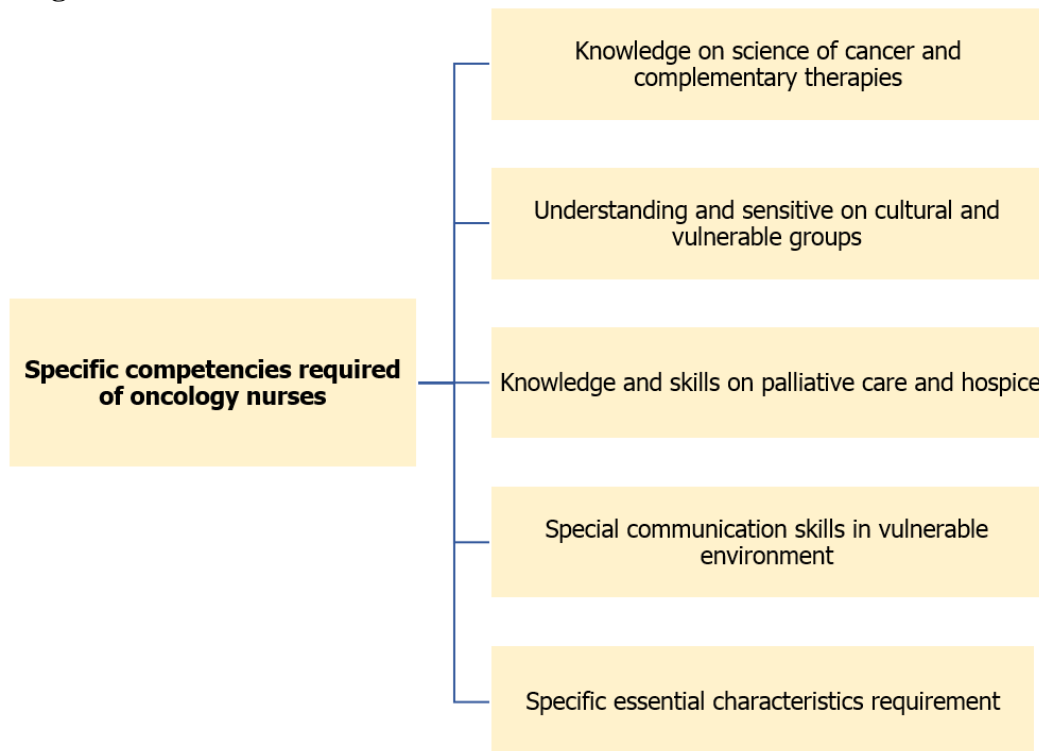 Knowledge on science of cancer and
complementary therapies
Understanding and sensitive on cultural and
vulnerable groups
Specific competencies required
of oncology nurses
Knowledge and skills on palliative care and hospice
Special communication skills in vulnerable
environment
Specific essential characteristics requirement